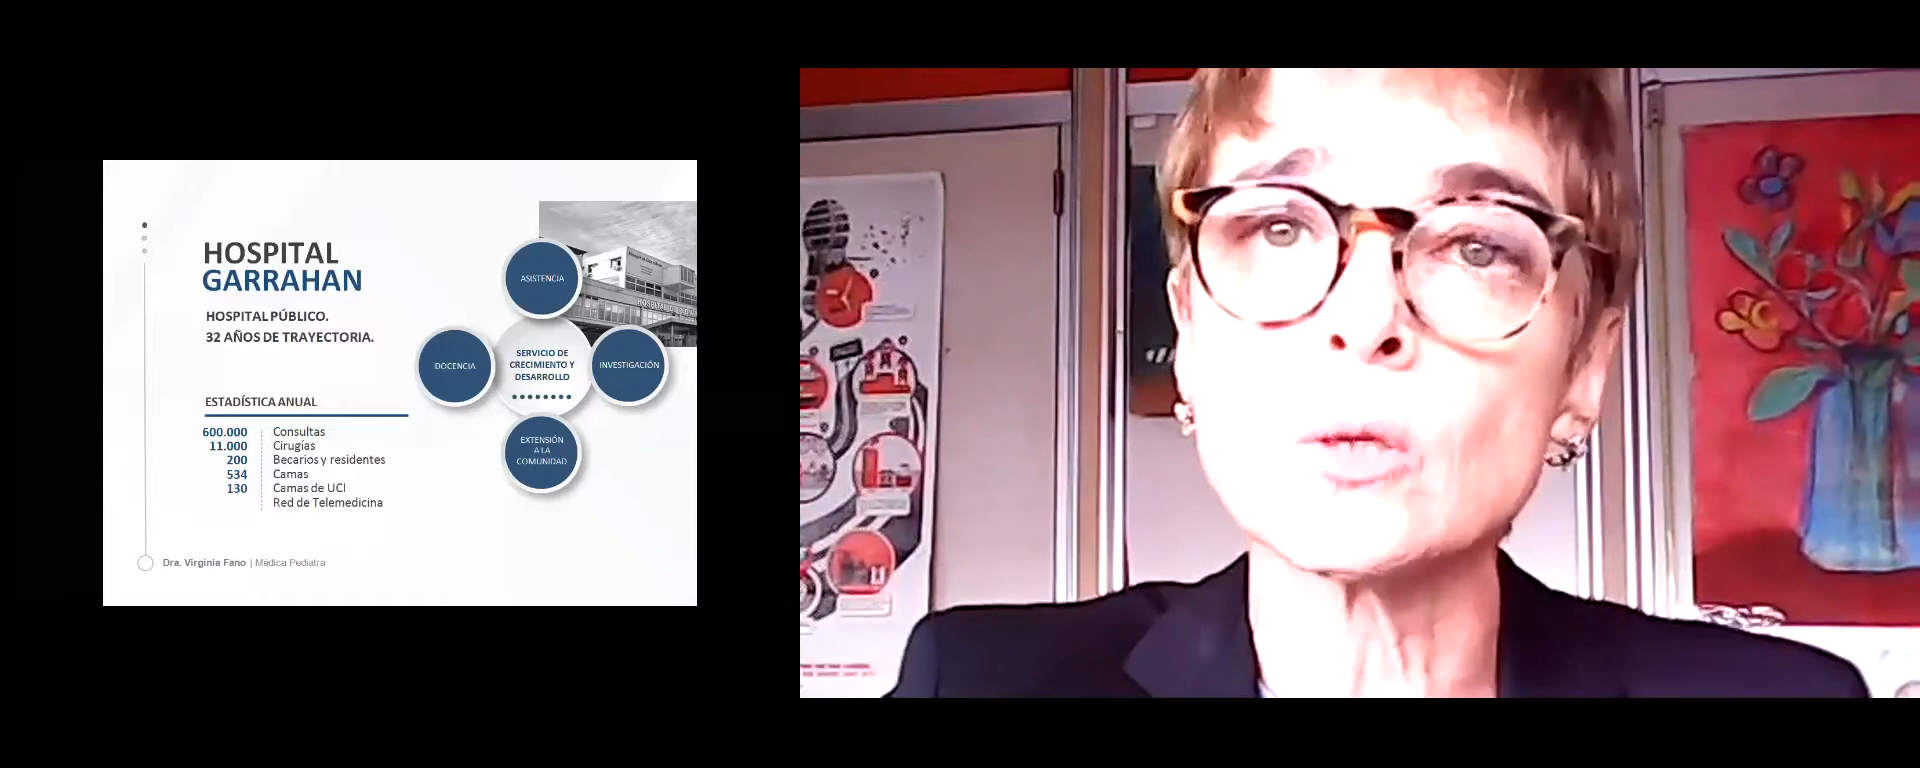 HOSPITAL
GARRAHAN
HOSPITAL PÚBLICO.
32 AÑOS DE TRAYECTORIA.
ESTADÍSTICA ANUAL
600.000 Consultas
11.000 Cirugías
200 Becarios y residentes
534 Camas
130 Camas de UCI
Red de Telemedicina
ASISTENCIA
DOCENCIA
SERVICIO DE
CRECIMIENTO Y
DESARROLLO
INVESTIGACIÓN
EXTENSIÓN
A LA
COMUNIDAD
Dra. Virginia Fano | Médica Pediatra